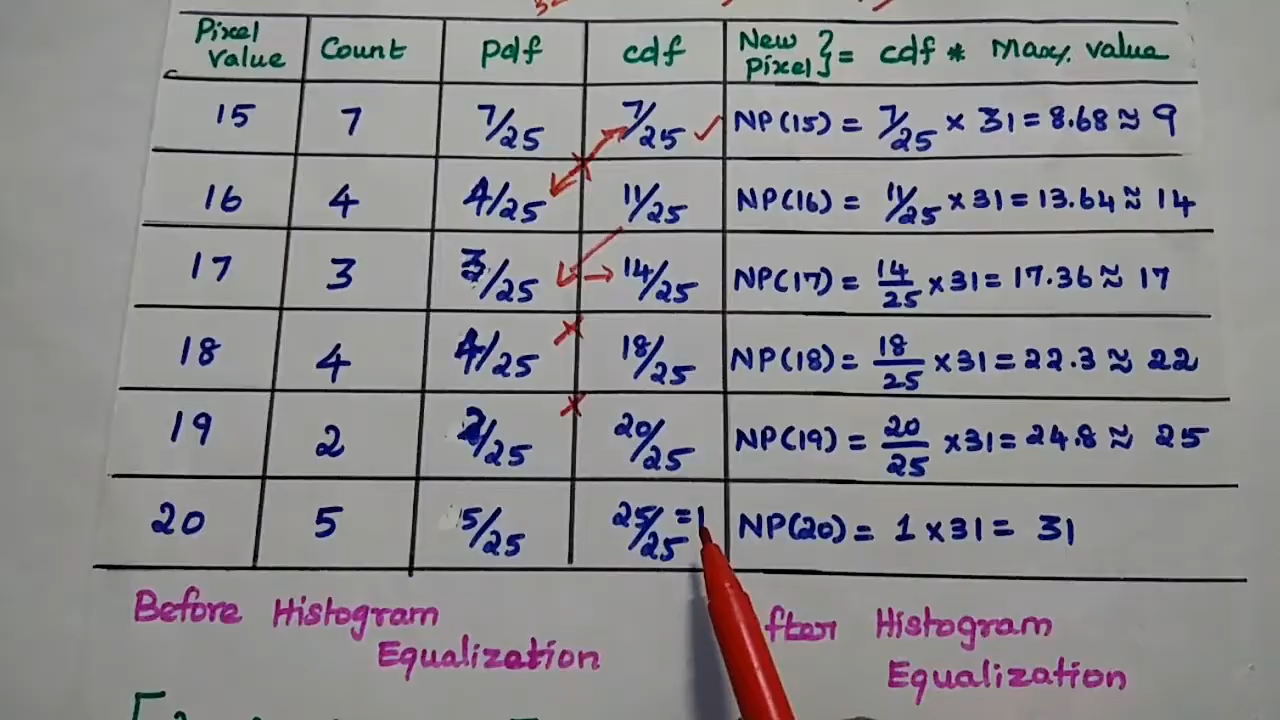 Pixel Value Count pdf cdf New Pixel } = cdf * Max. value
15 7 7/25 7/25 ✓ NP(15) = 7/25 × 31 = 8.68 ≈ 9
16 4 4/25 11/25 NP(16) = 11/25 × 31 = 13.64 ≈ 14
17 3 3/25 14/25 NP(17) = 14/25 × 31 = 17.36 ≈ 17
18 4 4/25 18/25 NP(18) = 18/25 × 31 = 22.3 ≈ 22
19 2 2/25 20/25 NP(19) = 20/25 × 31 = 24.8 ≈ 25
20 5 5/25 25/25 = 1 NP(20) = 1 × 31 = 31
Before Histogram
Equalization
fter Histogram
Equalization